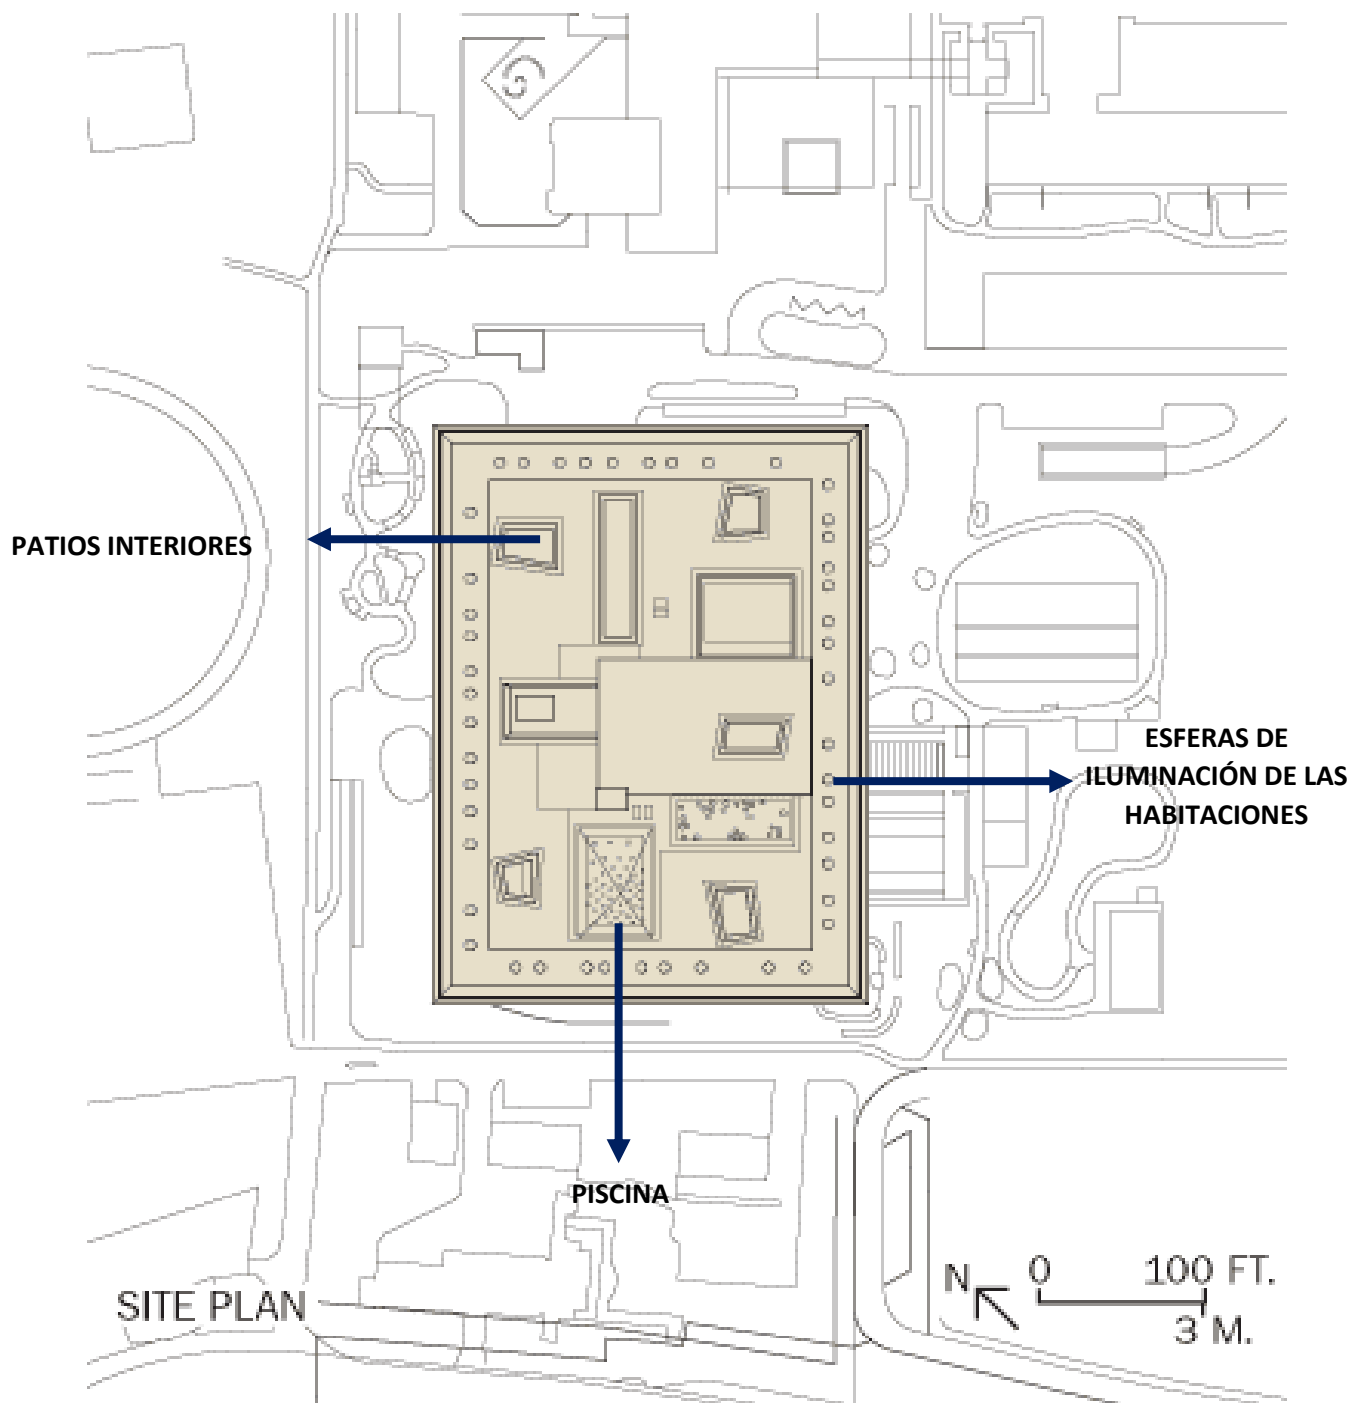 PATIOS INTERIORES
ESFERAS DE
ILUMINACIÓN DE LAS
HABITACIONES
PISCINA
SITE PLAN
N
0 100 FT.
3 M.